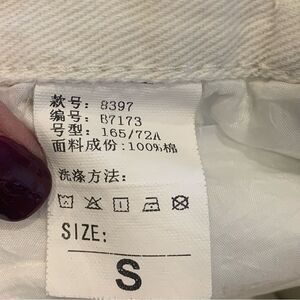 款号: 8397
编号: B7173
号型: 165/72A
面料成份:100%棉
洗涤方法:
SIZE:
S